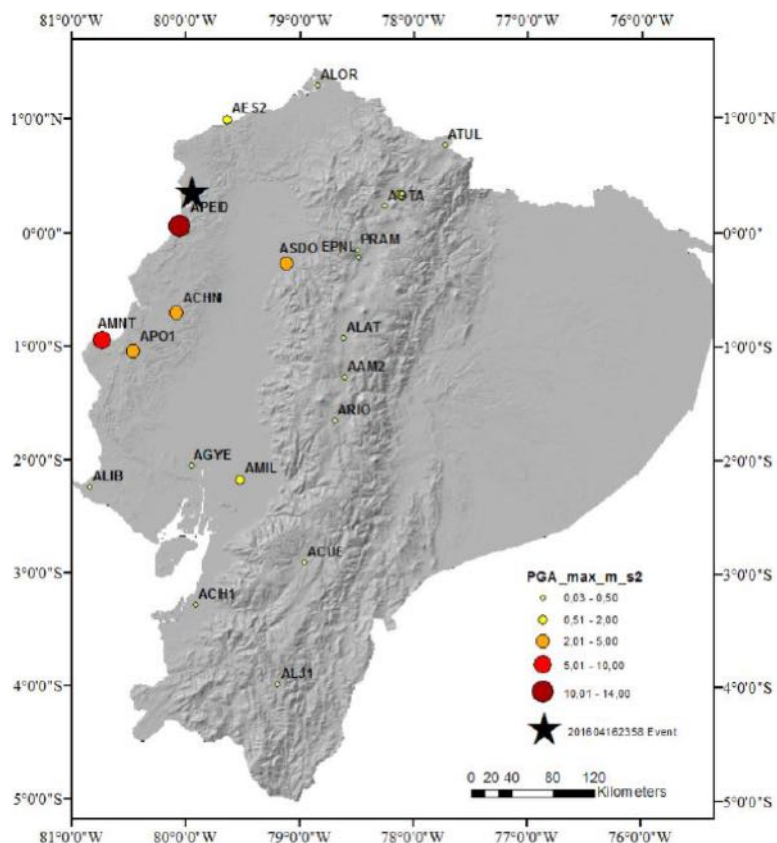 81°0'0"W 80°0'0"W 79°0'0"W 78°0'0"W 77°0'0"W 76°0'0"W
ALOR
AES2
1°0'0"N 1°0'0"N
ATUL
AOTA
APED
0°0'0" 0°0'0"
ASDO EPNL PRAM
ACHN
AMNT
APO1
ALAT
1°0'0"S 1°0'0"S
AAM2
ARIO
AGYE
2°0'0"S 2°0'0"S
AMIL
ALIB
ACUE
PGA_max_m_s2
3°0'0"S 3°0'0"S
ACH1
0,03 - 0,50
0,51 - 2,00
2,01 - 5,00
5,01 - 10,00
10,01 - 14,00
4°0'0"S 4°0'0"S
201604162358 Event
0 20 40 80 120
Kilometers
5°0'0"S 5°0'0"S
81°0'0"W 80°0'0"W 79°0'0"W 78°0'0"W 77°0'0"W 76°0'0"W